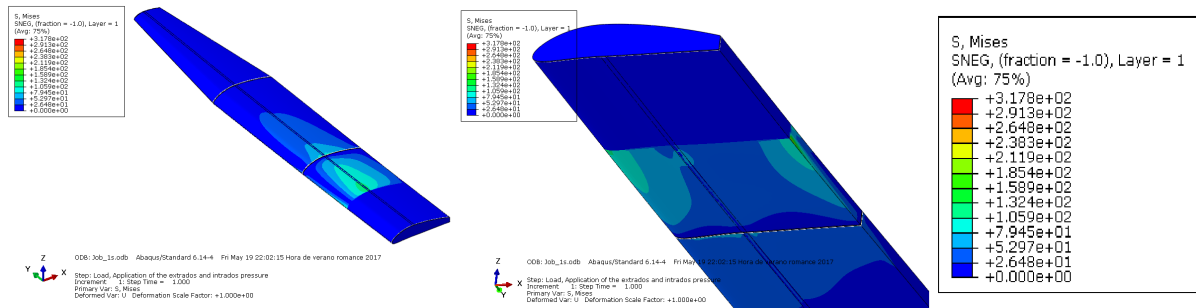 S, Mises
SNEG, (fraction = -1.0), Layer = 1
(Avg: 75%)
+3.178e+02
+2.913e+02
+2.648e+02
+2.383e+02
+2.119e+02
+1.854e+02
+1.589e+02
+1.324e+02
+1.059e+02
+7.945e+01
+5.297e+01
+2.648e+01
+0.000e+00
Z
Y
X
ODB: Job_1s.odb Abaqus/Standard 6.14-4 Fri May 19 22:02:15 Hora de verano romance 2017
Step: Load, Application of the extrados and intrados pressure
Increment 1: Step Time = 1.000
Primary Var: S, Mises
Deformed Var: U Deformation Scale Factor: +1.000e+00
S, Mises
SNEG, (fraction = -1.0), Layer = 1
(Avg: 75%)
+3.178e+02
+2.913e+02
+2.648e+02
+2.383e+02
+2.119e+02
+1.854e+02
+1.589e+02
+1.324e+02
+1.059e+02
+7.945e+01
+5.297e+01
+2.648e+01
+0.000e+00
Z
X
Y
ODB: Job_1s.odb Abaqus/Standard 6.14-4 Fri May 19 22:02:15 Hora de verano romance 2017
Step: Load, Application of the extrados and intrados pressure
Increment 1: Step Time = 1.000
Primary Var: S, Mises
Deformed Var: U Deformation Scale Factor: +1.000e+00
S, Mises
SNEG, (fraction = -1.0), Layer = 1
(Avg: 75%)
+3.178e+02
+2.913e+02
+2.648e+02
+2.383e+02
+2.119e+02
+1.854e+02
+1.589e+02
+1.324e+02
+1.059e+02
+7.945e+01
+5.297e+01
+2.648e+01
+0.000e+00